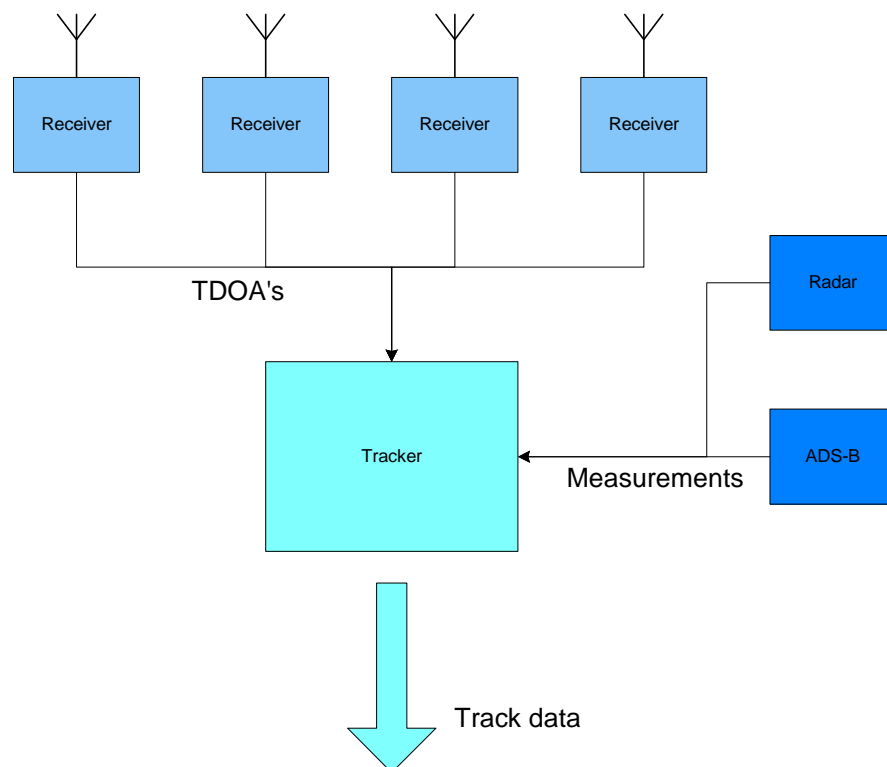 Receiver
Receiver
Receiver
Receiver
TDOA's
Radar
Tracker
ADS-B
Measurements
Track data